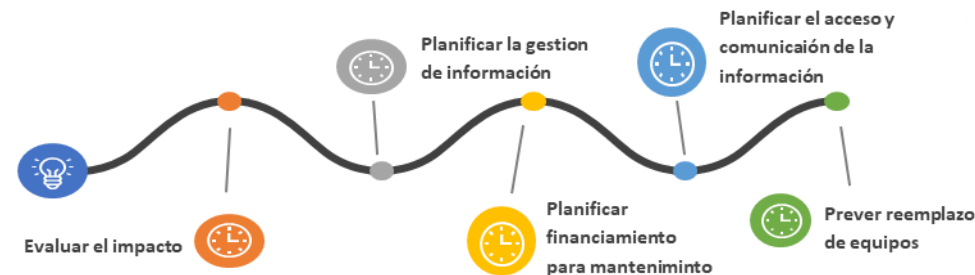 Evaluar el impacto
Planificar la gestion
de información
Planificar
financiamiento
para manteniminto
Planificar el acceso y
comunicaión de la
información
Prever reemplazo
de equipos